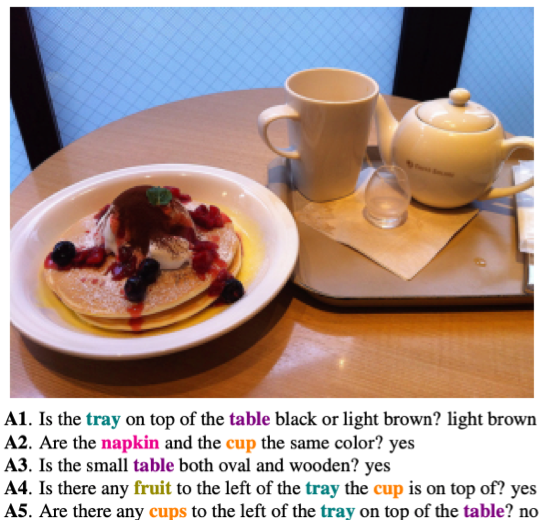 A1. Is the tray on top of the table black or light brown? light brown
A2. Are the napkin and the cup the same color? yes
A3. Is the small table both oval and wooden? yes
A4. Is there any fruit to the left of the tray the cup is on top of? yes
A5. Are there any cups to the left of the tray on top of the table? no